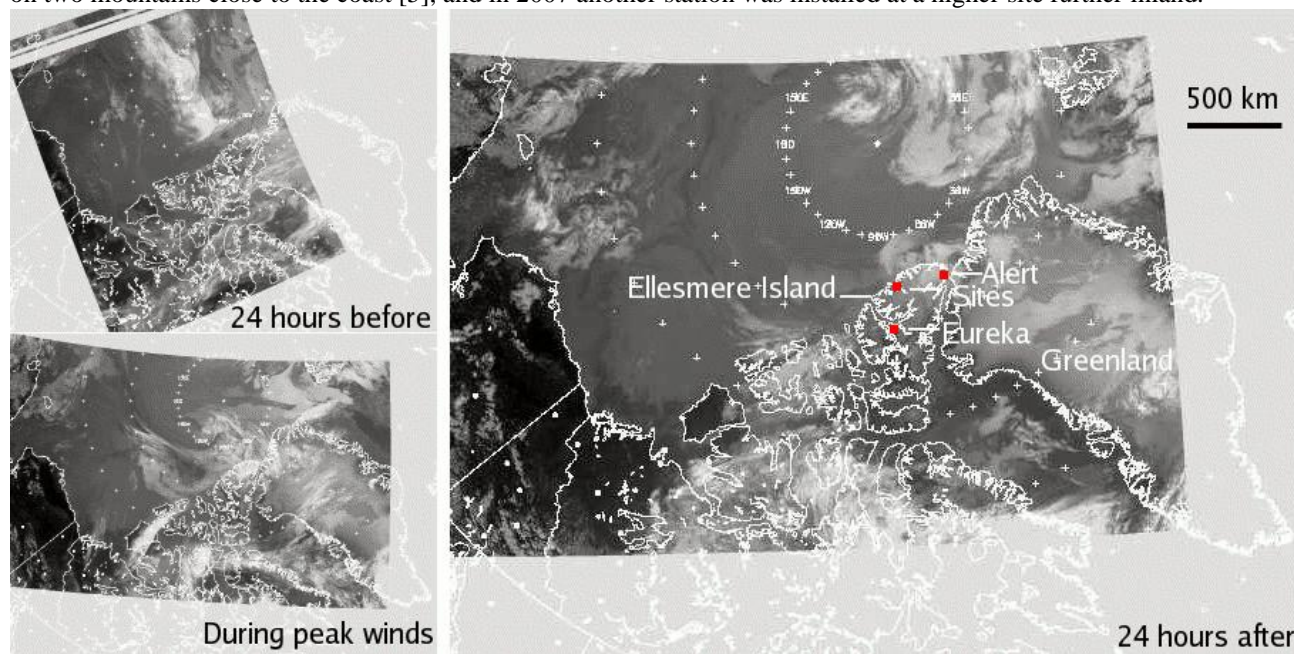 on two mountains close to the coast [5], and in 2007 another station was installed at a higher site further inland.
24 hours before
During peak winds
500 km
150E
180
150W
120W
90W
Ellesmere Island
Alert
Sites
Eureka
Greenland
24 hours after